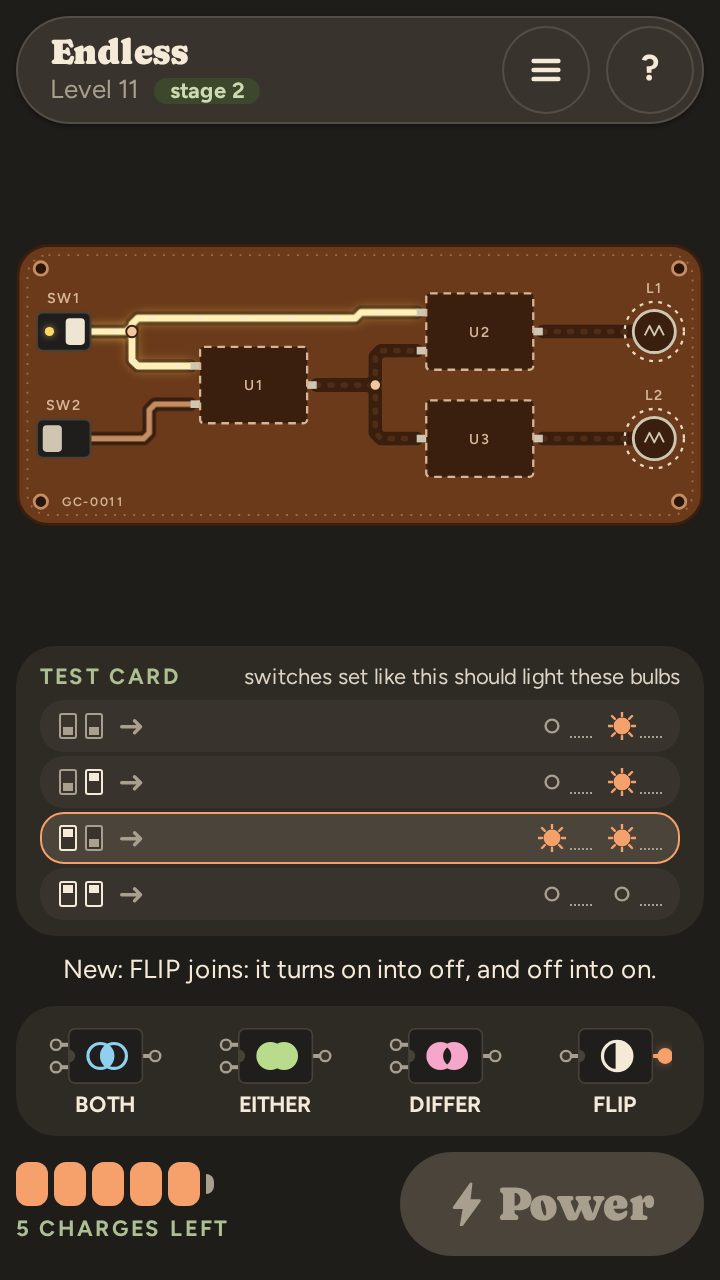 Endless
Level 11 stage 2
?
SW1
L1
U2
U1
SW2
L2
U3
GC-0011
TEST CARD switches set like this should light these bulbs
New: FLIP joins: it turns on into off, and off into on.
BOTH EITHER DIFFER FLIP
5 CHARGES LEFT
Power